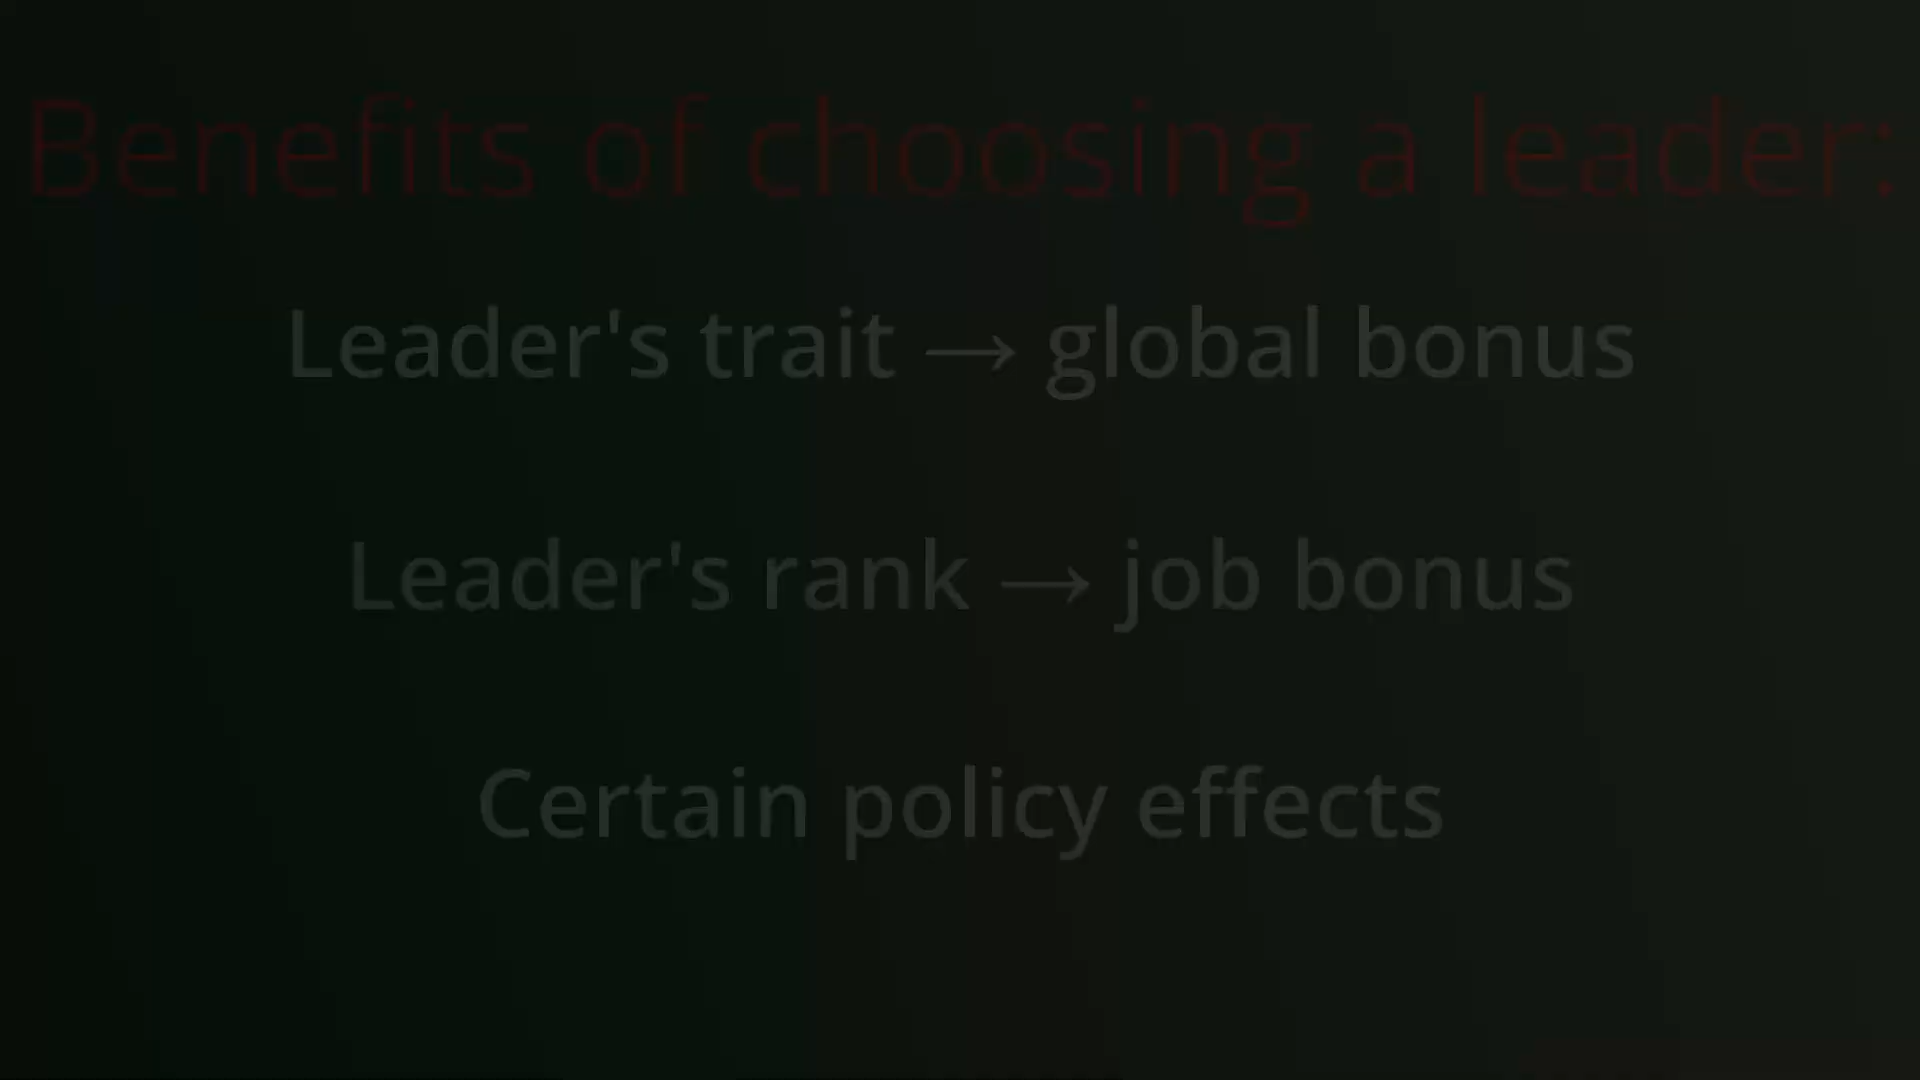 Benefits of choosing a leader:
Leader's trait → global bonus
Leader's rank → job bonus
Certain policy effects